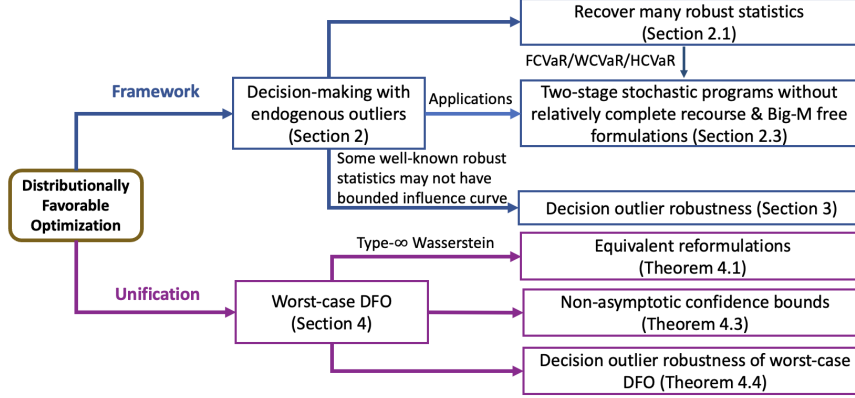 Recover many robust statistics
(Section 2.1)
FCVaR/WCVaR/HCVaR
Framework
Decision-making with
endogenous outliers
(Section 2)
Applications
Two-stage stochastic programs without
relatively complete recourse & Big-M free
formulations (Section 2.3)
Some well-known robust
statistics may not have
bounded influence curve
Decision outlier robustness (Section 3)
Distributionally
Favorable
Optimization
Type-∞ Wasserstein
Equivalent reformulations
(Theorem 4.1)
Unification
Worst-case DFO
(Section 4)
Non-asymptotic confidence bounds
(Theorem 4.3)
Decision outlier robustness of worst-case
DFO (Theorem 4.4)